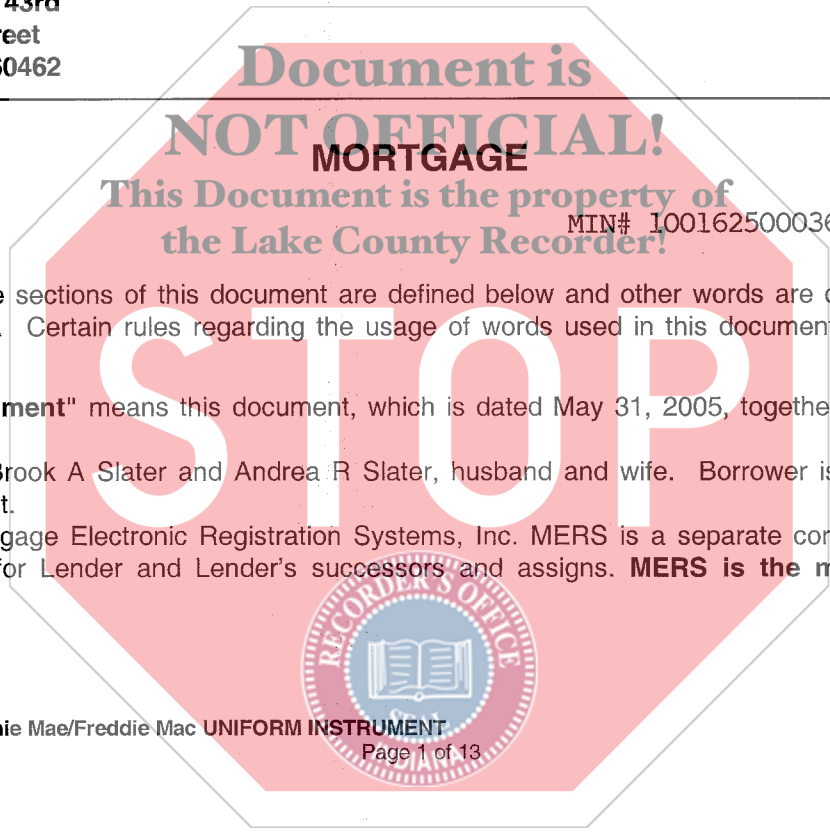 43rd
reet
60462
Document is
NOT OFFICIAL!
MORTGAGE
This Document is the property of
MIN# 10016250003
the Lake County Recorder!
sections of this document are defined below and other words are
. Certain rules regarding the usage of words used in this document
ment" means this document, which is dated May 31, 2005, togethe
Brook A Slater and Andrea R Slater, husband and wife. Borrower is
t.
gage Electronic Registration Systems, Inc. MERS is a separate cor
for Lender and Lender's successors and assigns. MERS is the m
STOP
RECORDER'S OFFICE
SEAL
INDIANA
nie Mae/Freddie Mac UNIFORM INSTRUMENT
Page 1 of 13